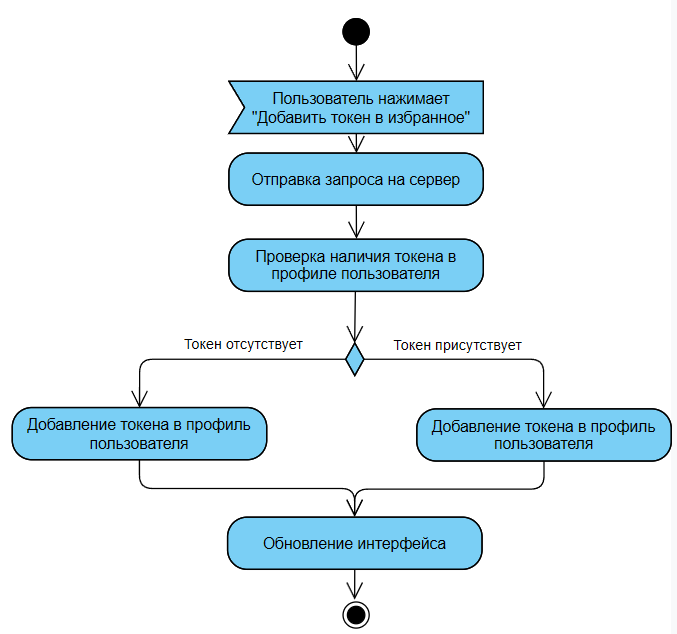 Пользователь нажимает
"Добавить токен в избранное"
Отправка запроса на сервер
Проверка наличия токена в
профиле пользователя
Токен отсутствует
Токен присутствует
Добавление токена в профиль
пользователя
Добавление токена в профиль
пользователя
Обновление интерфейса